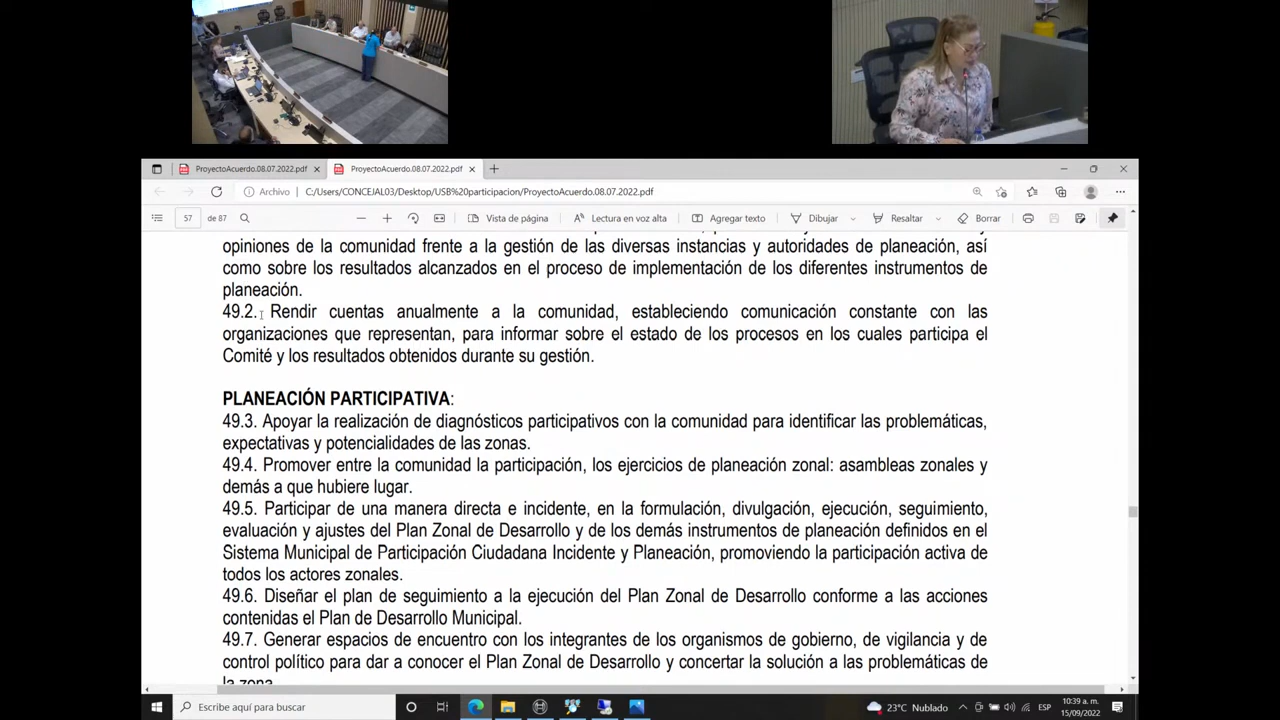 ProyectoAcuerdo.08.07.2022.pdf
ProyectoAcuerdo.08.07.2022.pdf
Archivo
C:/Users/CONCEJAL03/Desktop/USB%20participacion/ProyectoAcuerdo.08.07.2022.pdf
57 de 87
Vista de página
Lectura en voz alta
Agregar texto
Dibujar
Resaltar
Borrar
opiniones de la comunidad frente a la gestión de las diversas instancias y autoridades de planeación, así
como sobre los resultados alcanzados en el proceso de implementación de los diferentes instrumentos de
planeación.
49.2. Rendir cuentas anualmente a la comunidad, estableciendo comunicación constante con las
organizaciones que representan, para informar sobre el estado de los procesos en los cuales participa el
Comité y los resultados obtenidos durante su gestión.
PLANEACIÓN PARTICIPATIVA:
49.3. Apoyar la realización de diagnósticos participativos con la comunidad para identificar las problemáticas,
expectativas y potencialidades de las zonas.
49.4. Promover entre la comunidad la participación, los ejercicios de planeación zonal: asambleas zonales y
demás a que hubiere lugar.
49.5. Participar de una manera directa e incidente, en la formulación, divulgación, ejecución, seguimiento,
evaluación y ajustes del Plan Zonal de Desarrollo y de los demás instrumentos de planeación definidos en el
Sistema Municipal de Participación Ciudadana Incidente y Planeación, promoviendo la participación activa de
todos los actores zonales.
49.6. Diseñar el plan de seguimiento a la ejecución del Plan Zonal de Desarrollo conforme a las acciones
contenidas el Plan de Desarrollo Municipal.
49.7. Generar espacios de encuentro con los integrantes de los organismos de gobierno, de vigilancia y de
control político para dar a conocer el Plan Zonal de Desarrollo y concertar la solución a las problemáticas de
la zona
Escribe aquí para buscar
23°C Nublado
ESP
10:39 a. m.
15/09/2022